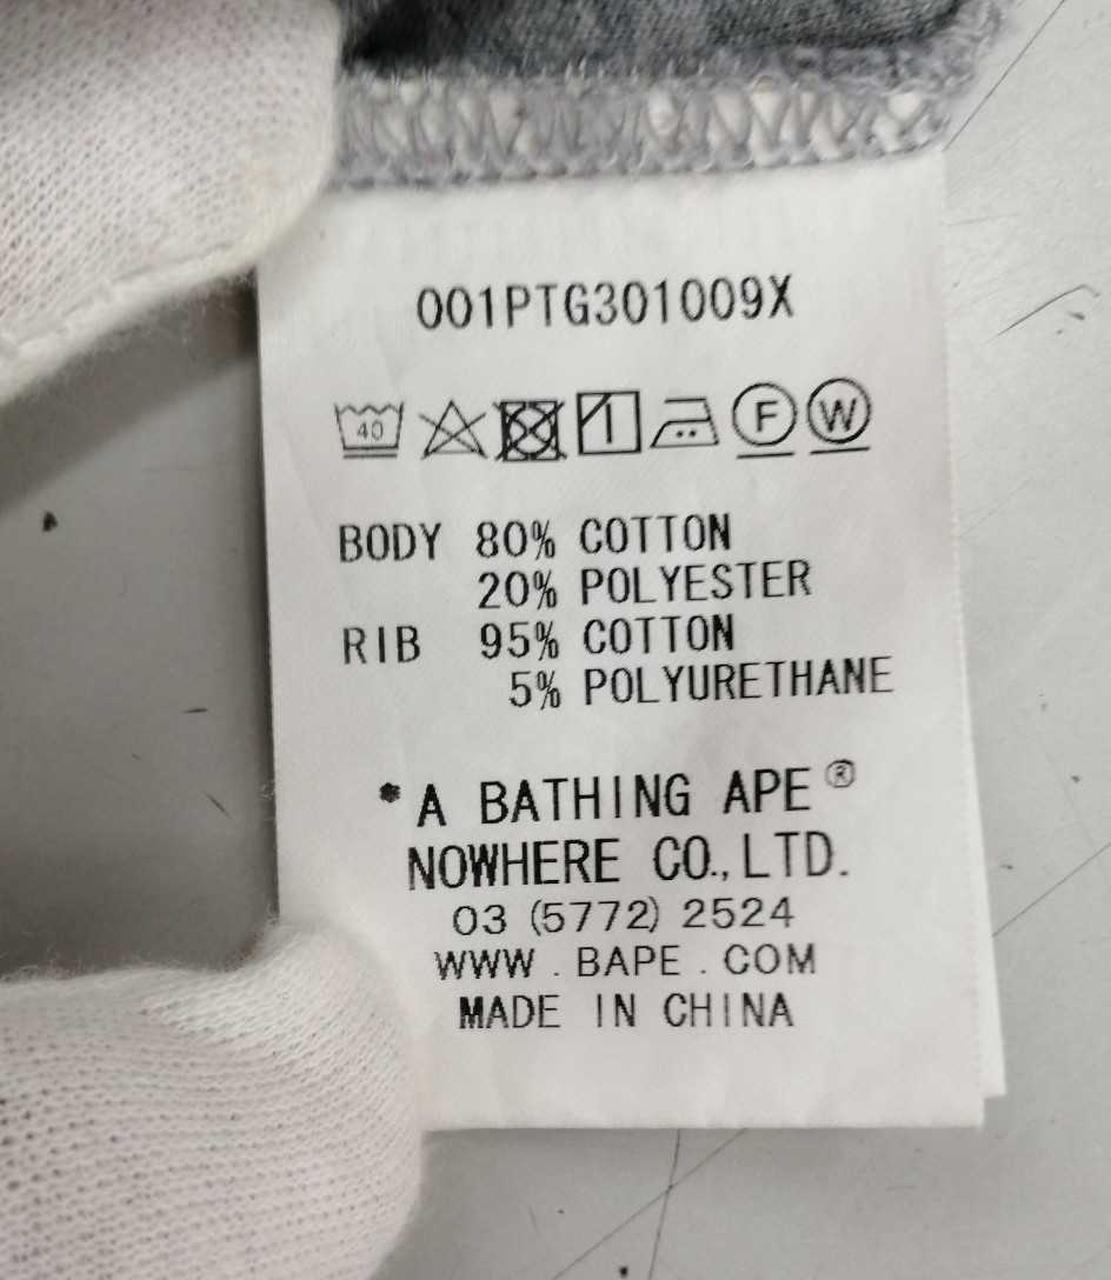 001PTG301009X
40 F W
BODY 80% COTTON
20% POLYESTER
RIB 95% COTTON
5% POLYURETHANE
*A BATHING APE®
NOWHERE CO.,LTD.
03 (5772) 2524
WWW . BAPE . COM
MADE IN CHINA